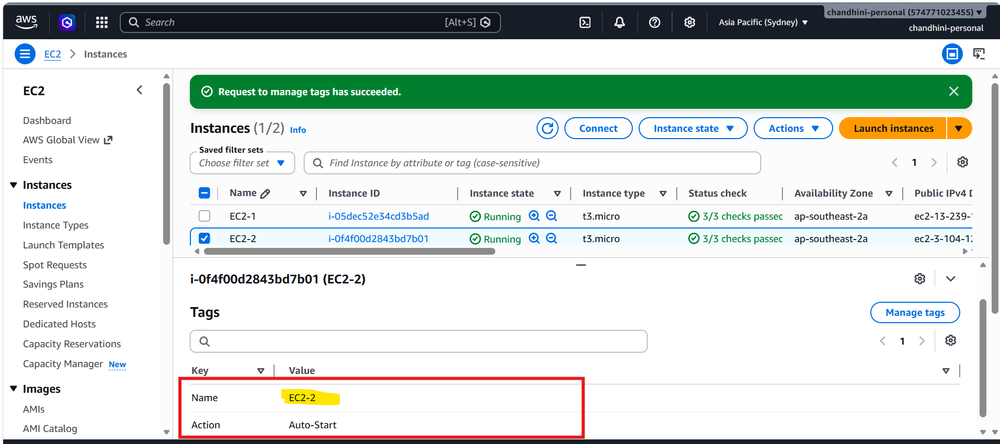 aws
Search
[Alt+S]
Asia Pacific (Sydney)
chandhini-personal (574771023455)
chandhini-personal
EC2
Instances
EC2
Dashboard
AWS Global View
Events
Instances
Instances
Instance Types
Launch Templates
Spot Requests
Savings Plans
Reserved Instances
Dedicated Hosts
Capacity Reservations
Capacity Manager New
Images
AMIs
AMI Catalog
Request to manage tags has succeeded.
Instances (1/2) Info
Connect
Instance state
Actions
Launch instances
Saved filter sets
Choose filter set
Find Instance by attribute or tag (case-sensitive)
1
Name Instance ID Instance state Instance type Status check Availability Zone Public IPv4 D
EC2-1 i-05dec52e34cd3b5ad Running t3.micro 3/3 checks passed ap-southeast-2a ec2-13-239-1
EC2-2 i-0f4f00d2843bd7b01 Running t3.micro 3/3 checks passed ap-southeast-2a ec2-3-104-12
i-0f4f00d2843bd7b01 (EC2-2)
Tags
Manage tags
1
Key Value
Name EC2-2
Action Auto-Start